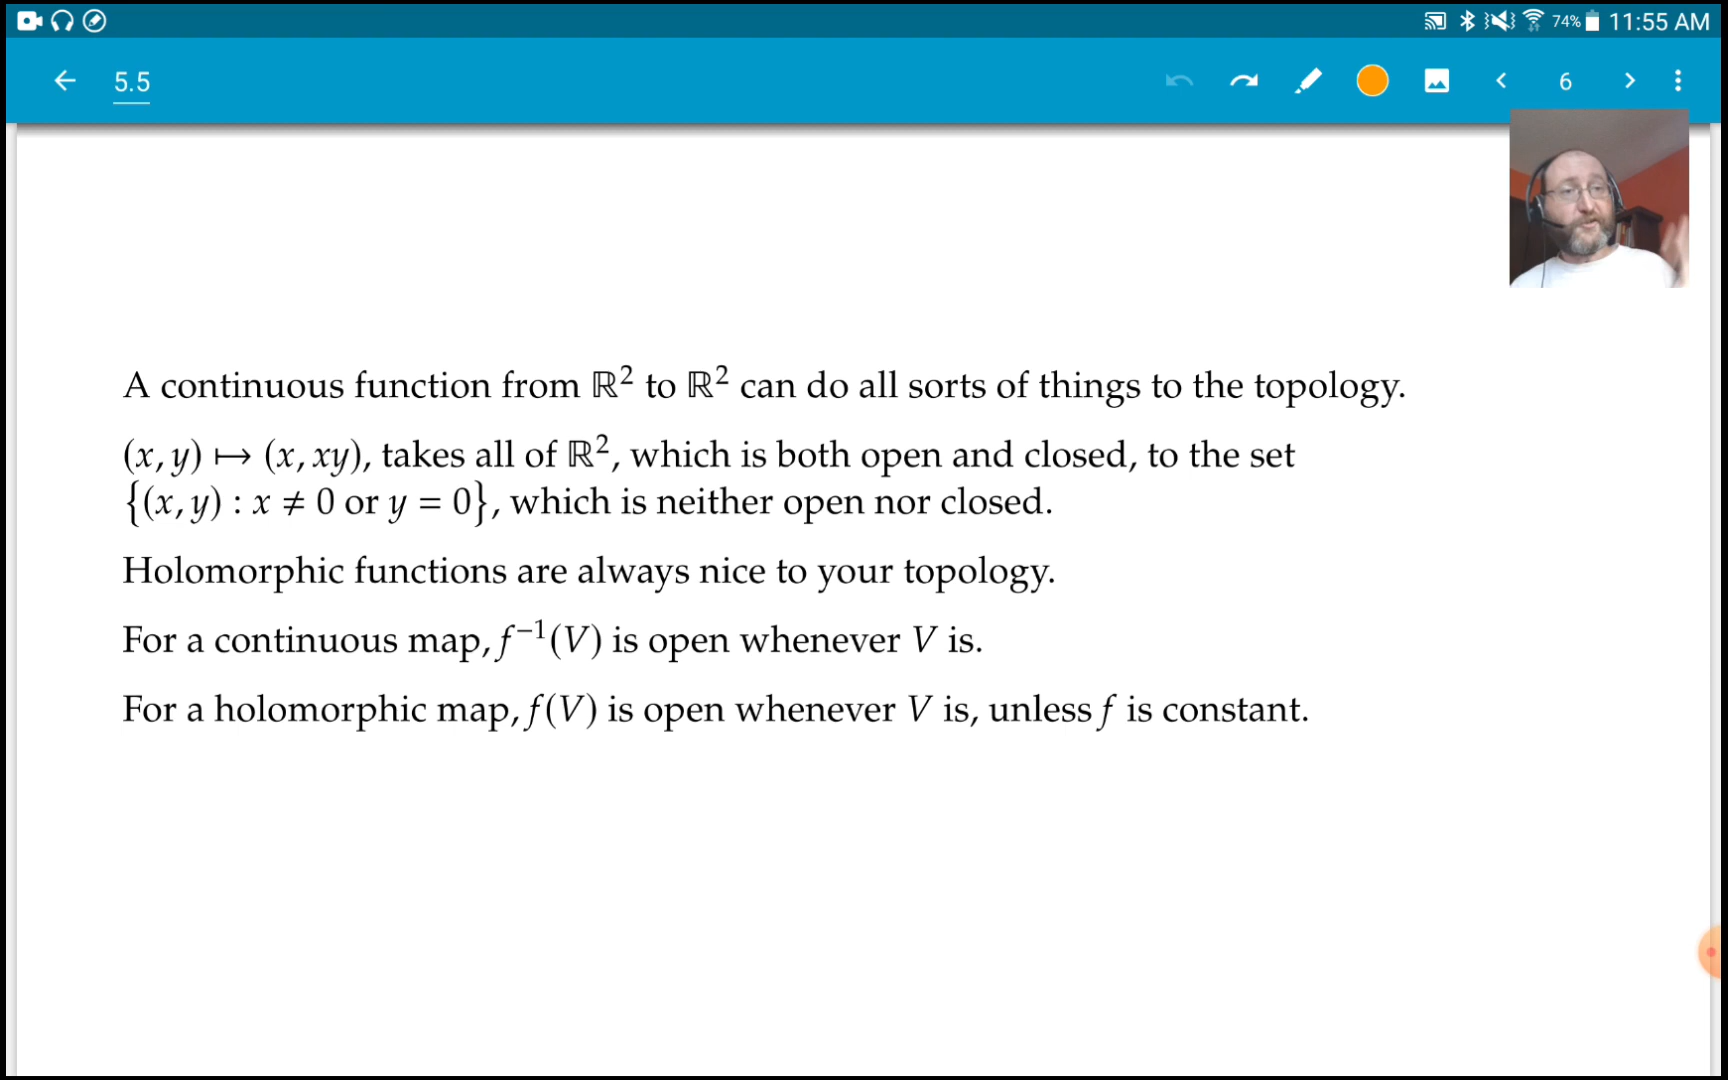 74% 11:55 AM
5.5 6
A continuous function from ℝ² to ℝ² can do all sorts of things to the topology.
(x, y) ↦ (x, xy), takes all of ℝ², which is both open and closed, to the set
{(x, y) : x ≠ 0 or y = 0}, which is neither open nor closed.
Holomorphic functions are always nice to your topology.
For a continuous map, f⁻¹(V) is open whenever V is.
For a holomorphic map, f(V) is open whenever V is, unless f is constant.